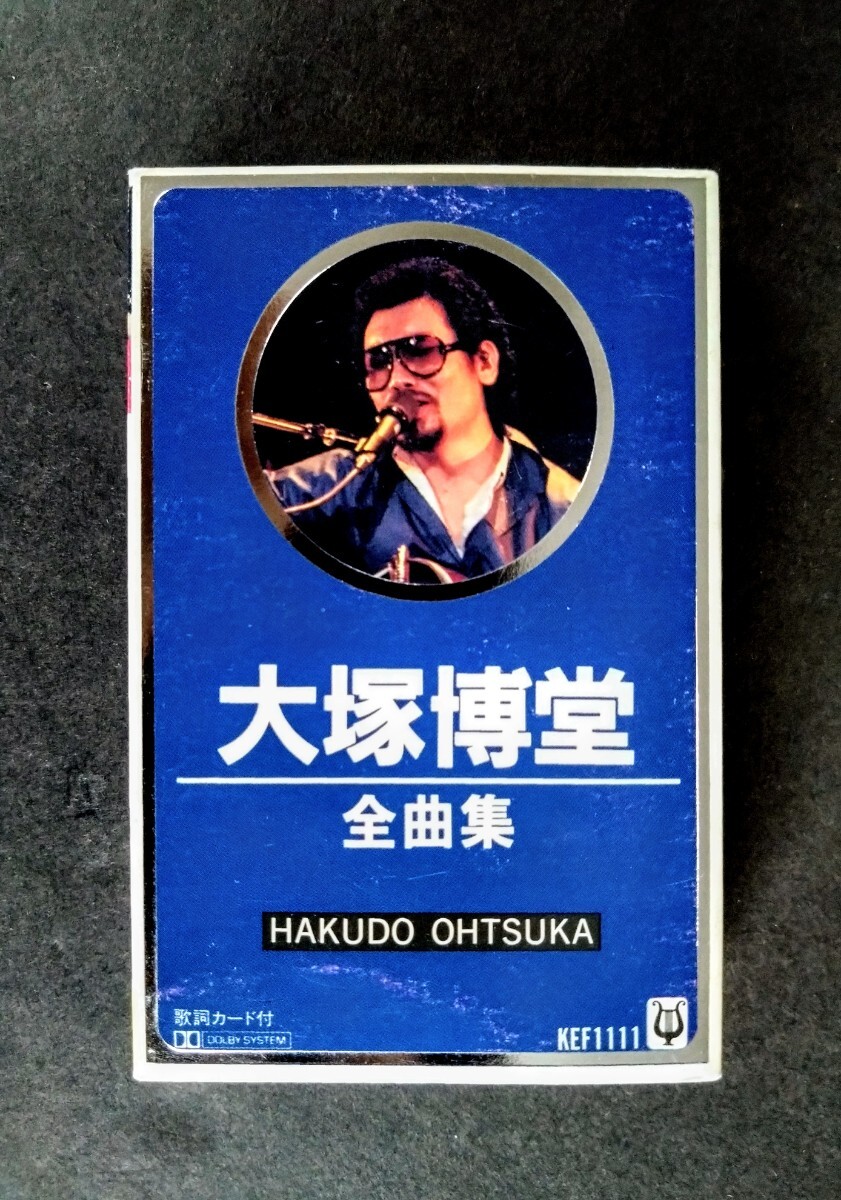 大塚博堂
全曲集
HAKUDO OHTSUKA
歌詞カード付
DOLBY SYSTEM
KEF1111